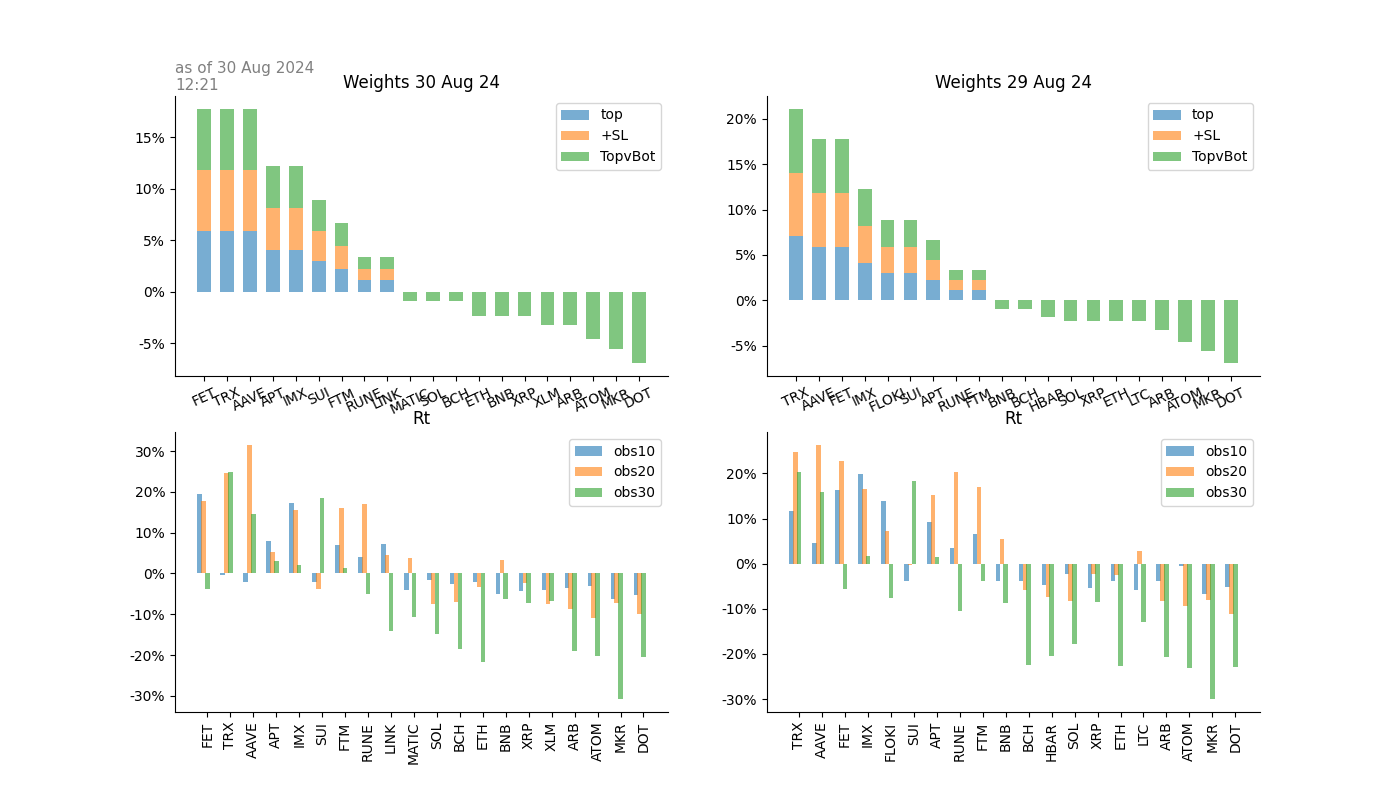 as of 30 Aug 2024
12:21
Weights 30 Aug 24
top
+SL
TopvBot
15%
10%
5%
0%
-5%
FET TRX AAVE APT IMX SUI FTM RUNE LINK MATIC SOL BCH ETH BNB XRP XLM ARB ATOM MKR DOT
Weights 29 Aug 24
top
+SL
TopvBot
20%
15%
10%
5%
0%
-5%
TRX AAVE FET IMX FLOKI SUI APT RUNE FTM BNB BCH HBAR SOL XRP ETH LTC ARB ATOM MKR DOT
Rt
obs10
obs20
obs30
30%
20%
10%
0%
-10%
-20%
-30%
FET TRX AAVE APT IMX SUI FTM RUNE LINK MATIC SOL BCH ETH BNB XRP XLM ARB ATOM MKR DOT
Rt
obs10
obs20
obs30
20%
10%
0%
-10%
-20%
-30%
TRX AAVE FET IMX FLOKI SUI APT RUNE FTM BNB BCH HBAR SOL XRP ETH LTC ARB ATOM MKR DOT